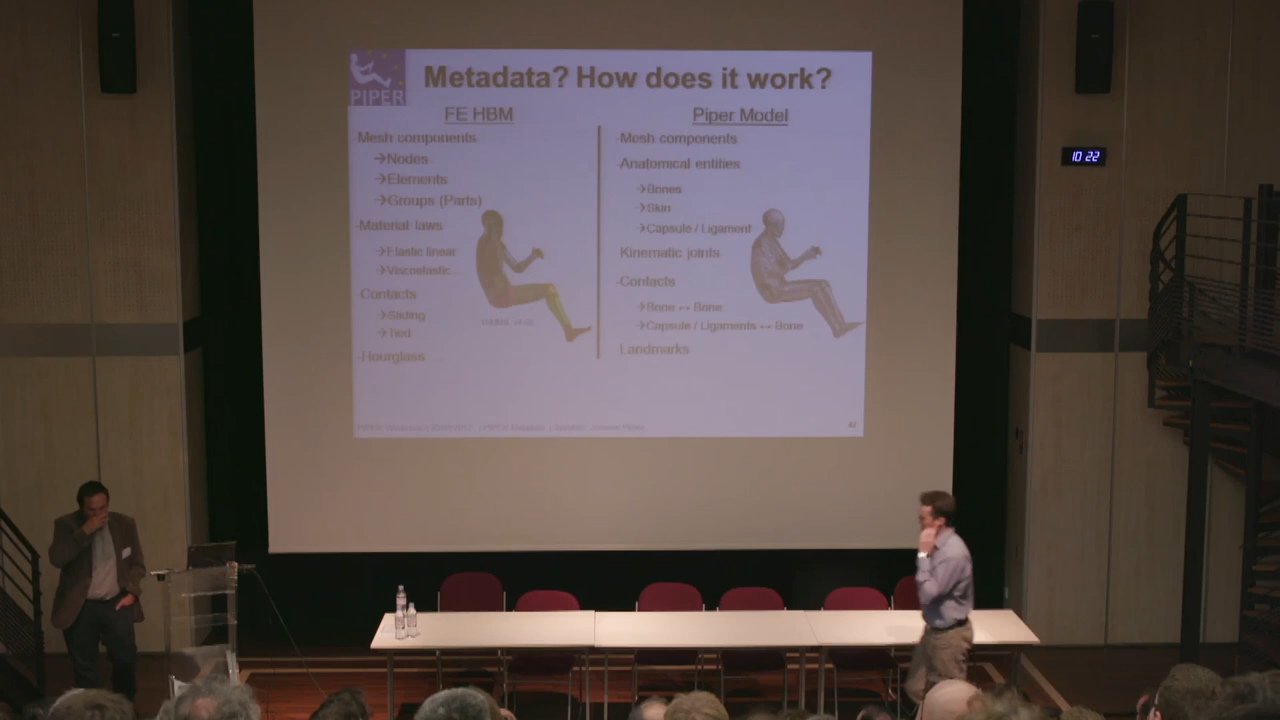 PIPER
Metadata? How does it work?
FE HBM
Mesh components
→Nodes
→Elements
→Groups (Parts)
Material laws
→Elastic linear
→Viscoelastic...
Contacts
→Sliding
→Tied
Hourglass
Piper Model
Mesh components
Anatomical entities
→Bones
→Skin
→Capsule / Ligament
Kinematic joints
Contacts
→Bone ↔ Bone
→Capsule / Ligaments ↔ Bone
Landmarks
42
10 22